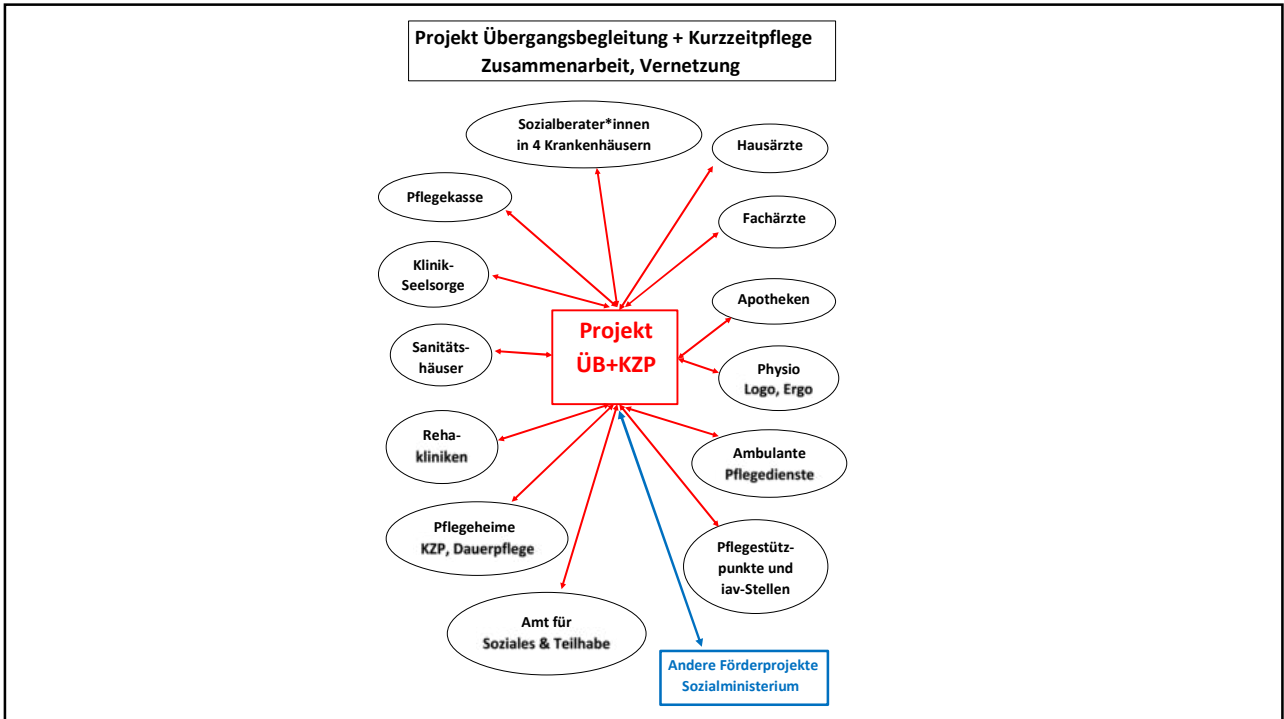 Projekt Übergangsbegleitung + Kurzzeitpflege
Zusammenarbeit, Vernetzung
Sozialberater*innen
in 4 Krankenhäusern
Hausärzte
Pflegekasse
Fachärzte
Klinik-
Seelsorge
Apotheken
Projekt
ÜB+KZP
Sanitäts-
häuser
Physio
Logo, Ergo
Reha-
kliniken
Ambulante
Pflegedienste
Pflegeheime
KZP, Dauerpflege
Pflegestütz-
punkte und
iav-Stellen
Amt für
Soziales & Teilhabe
Andere Förderprojekte
Sozialministerium